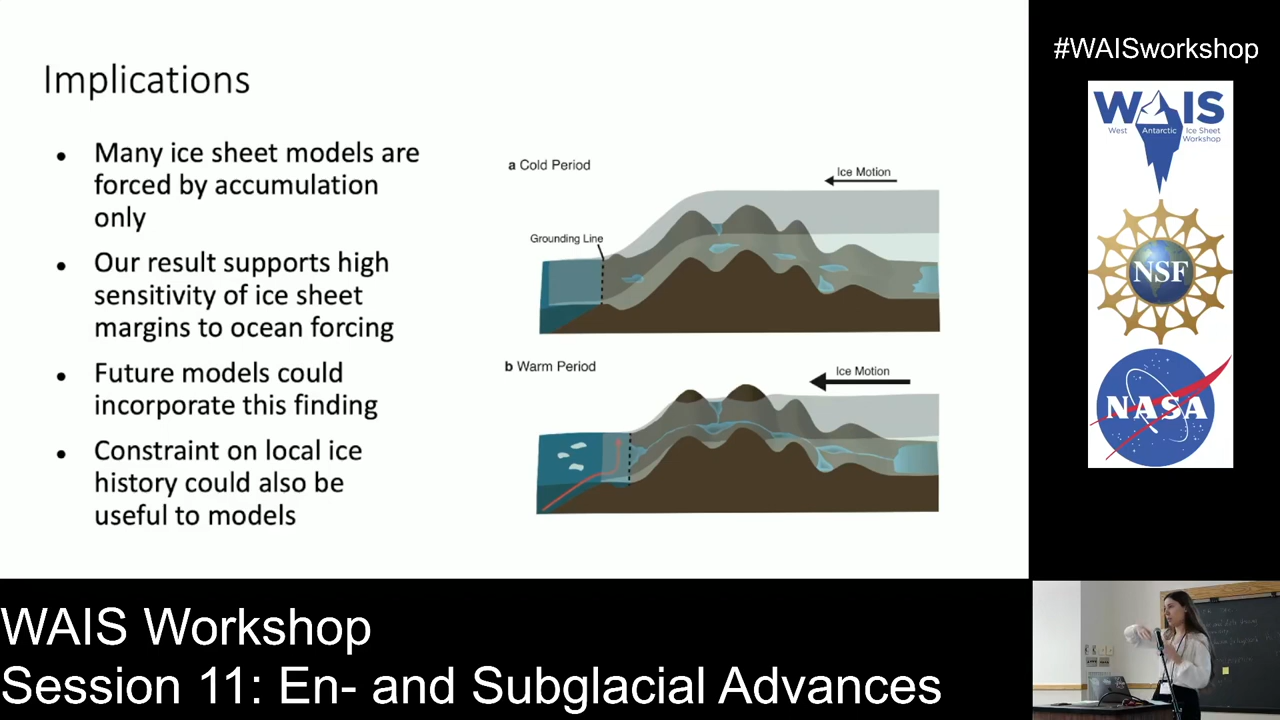 Implications
• Many ice sheet models are
forced by accumulation
only
• Our result supports high
sensitivity of ice sheet
margins to ocean forcing
• Future models could
incorporate this finding
• Constraint on local ice
history could also be
useful to models
a Cold Period
Ice Motion
Grounding Line
b Warm Period
Ice Motion
#WAISworkshop
WAIS
West Antarctic Ice Sheet
Workshop
NSF
NASA
WAIS Workshop
Session 11: En- and Subglacial Advances